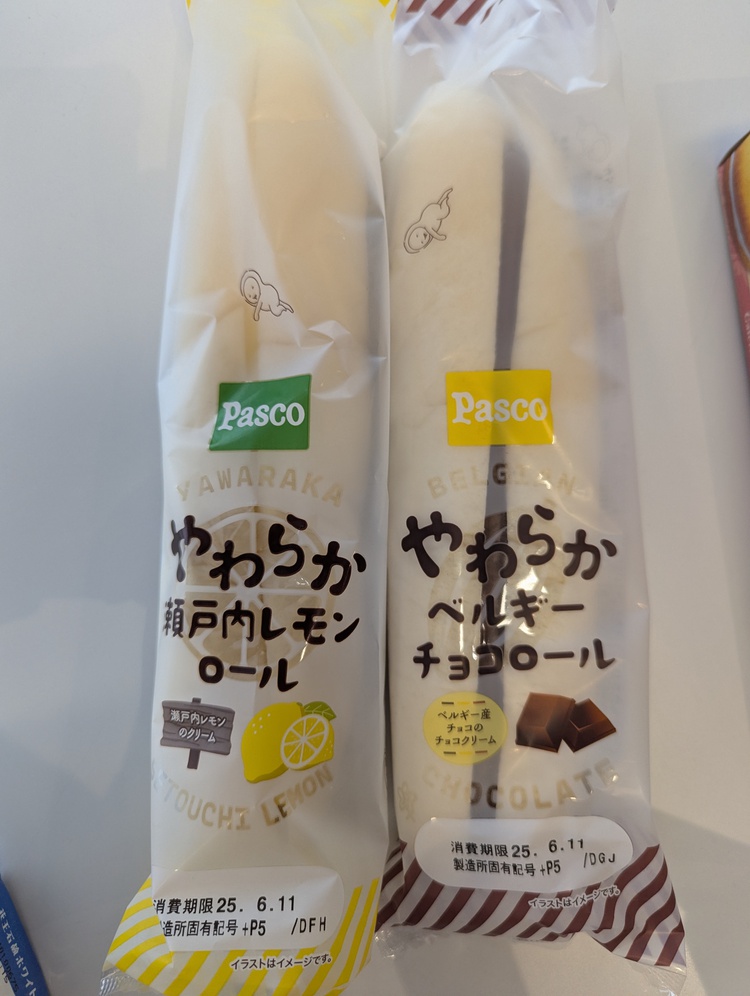 Pasco
YAWARAKA
やわらか
瀬戸内レモン
ロール
瀬戸内レモン
のクリーム
SETOUCHI LEMON
消費期限25. 6.11
製造所固有記号+P5 /DFH
イラストはイメージです。
Pasco
BELGIAN
やわらか
ベルギー
チョコロール
ベルギー産
チョコの
チョコクリーム
CHOCOLATE
消費期限25. 6.11
製造所固有記号+P5 /DGJ
イラストはイメージです。